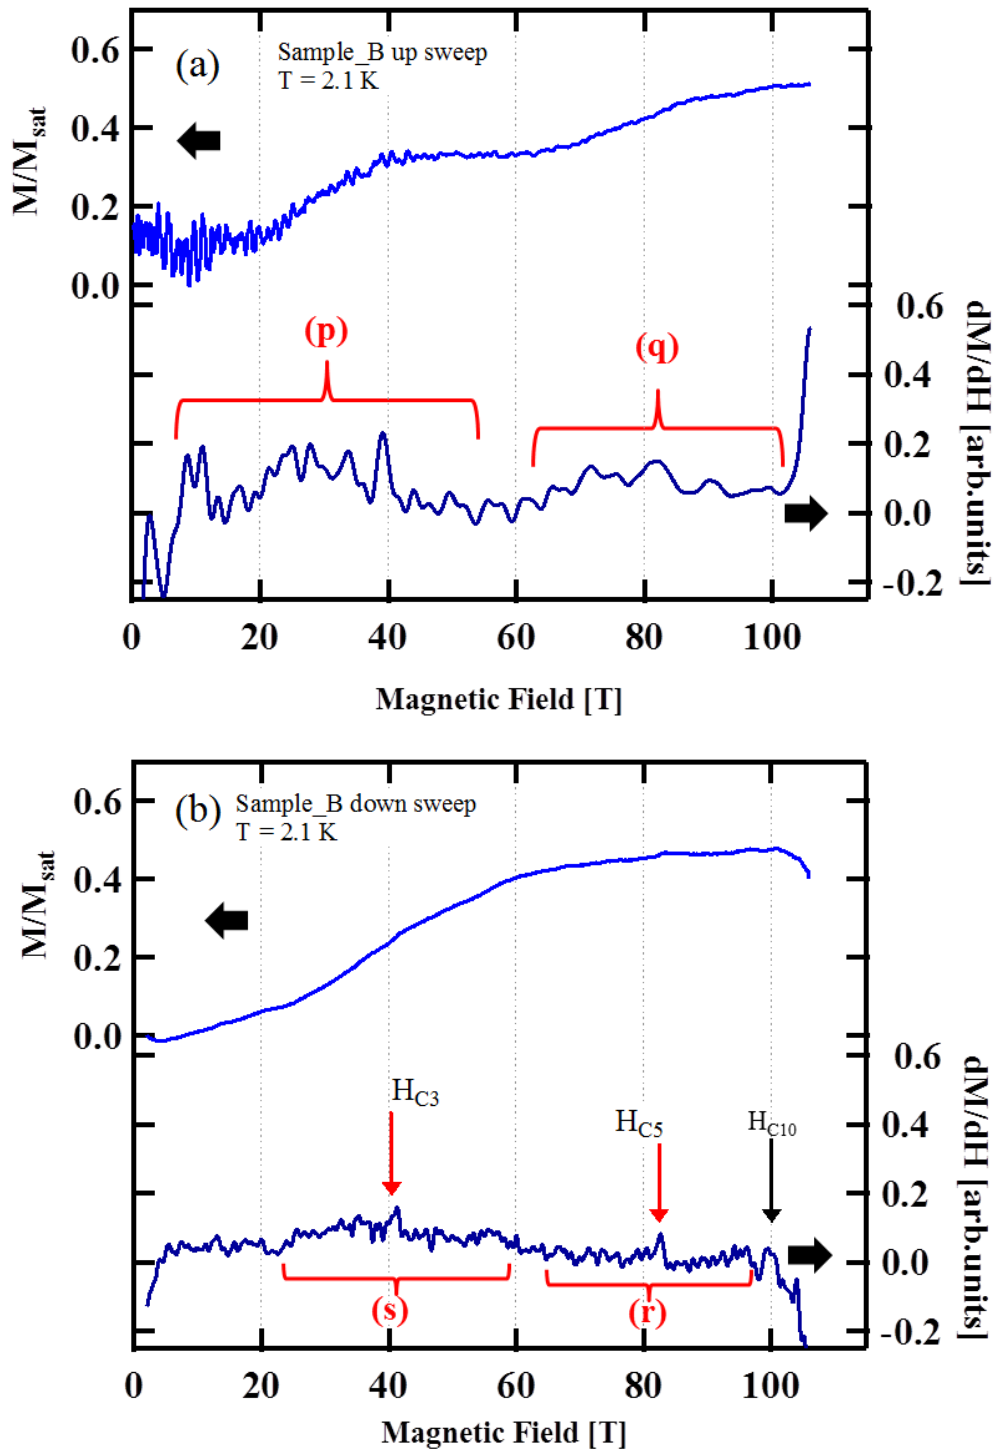 (a)
Sample_B up sweep
T = 2.1 K
M/Msat
0.6
0.4
0.2
0.0
(p)
(q)
0.6
0.4
0.2
0.0
-0.2
dM/dH [arb.units]
0 20 40 60 80 100
Magnetic Field [T]
(b)
Sample_B down sweep
T = 2.1 K
M/Msat
0.6
0.4
0.2
0.0
HC3
HC5
HC10
(s)
(r)
0.6
0.4
0.2
0.0
-0.2
dM/dH [arb.units]
0 20 40 60 80 100
Magnetic Field [T]